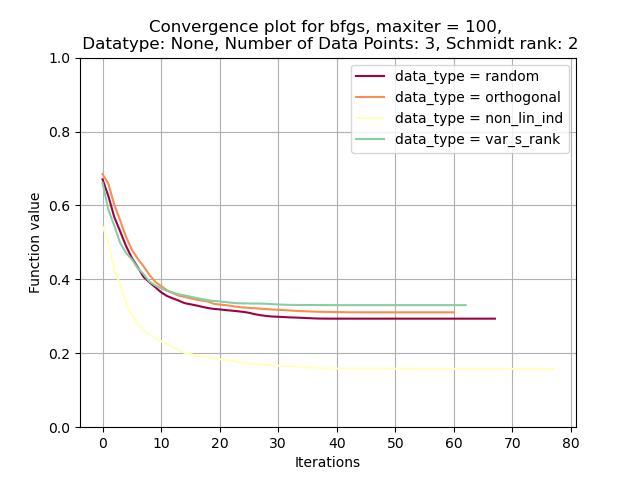 Convergence plot for bfgs, maxiter = 100,
Datatype: None, Number of Data Points: 3, Schmidt rank: 2
1.0
0.8
0.6
0.4
0.2
0.0
Function value
data_type = random
data_type = orthogonal
data_type = non_lin_ind
data_type = var_s_rank
0 10 20 30 40 50 60 70 80
Iterations